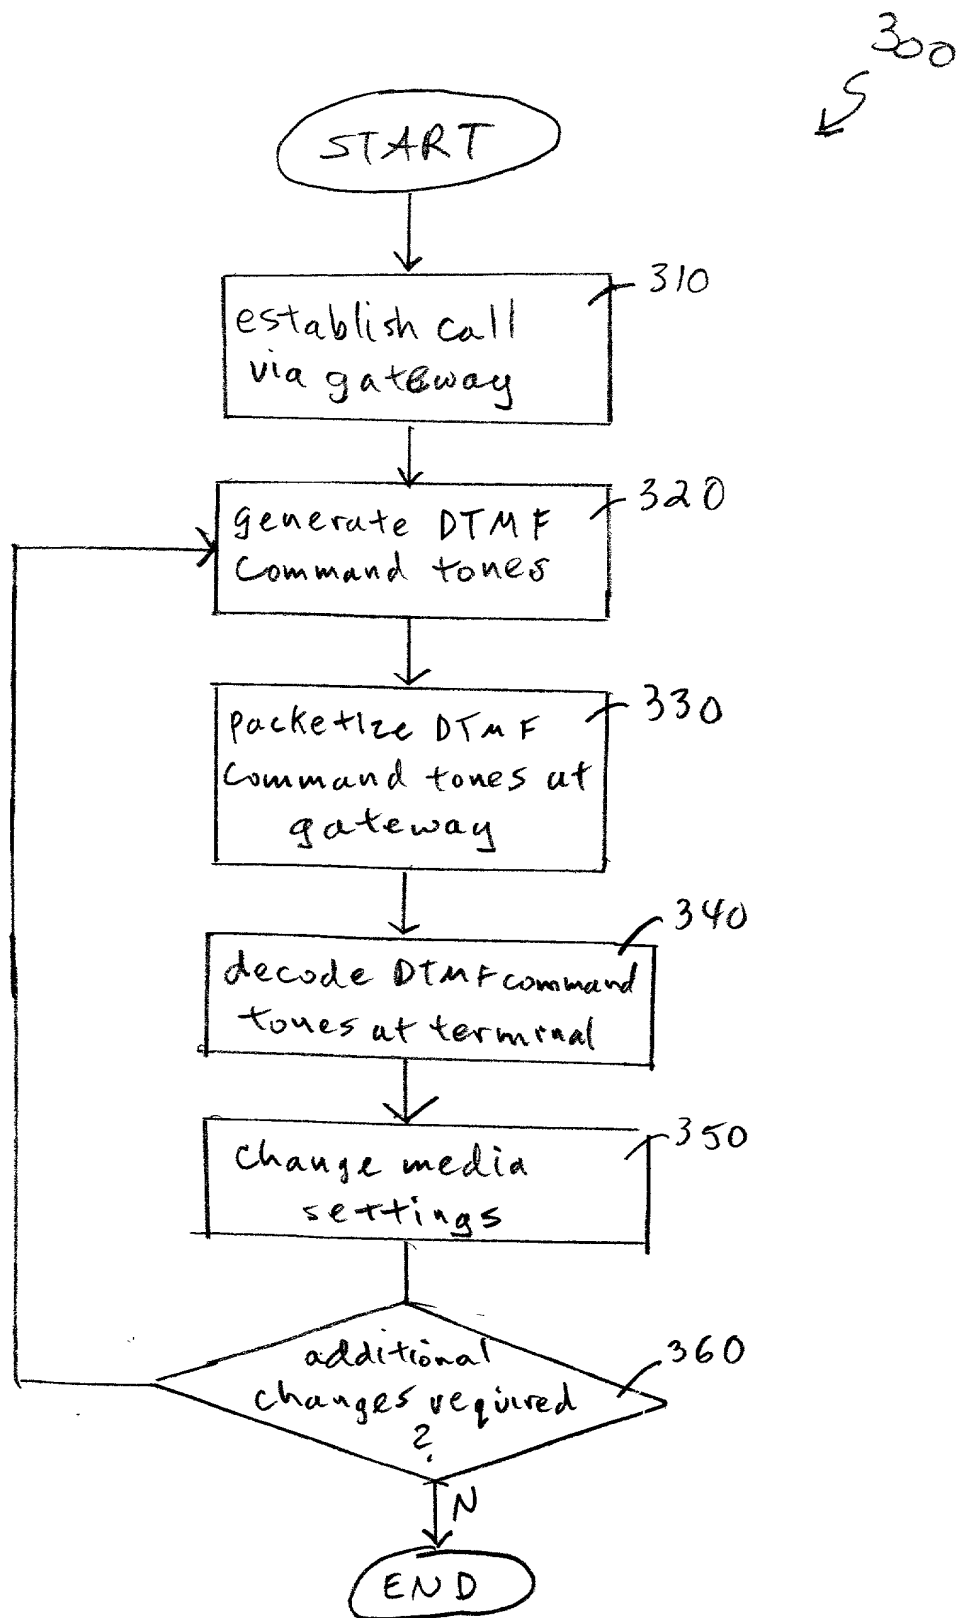 300
START
310
establish call
via gateway
320
generate DTMF
command tones
330
packetize DTMF
command tones at
gateway
340
decode DTMF command
tones at terminal
350
change media
settings
360
additional
changes required
?
N
END